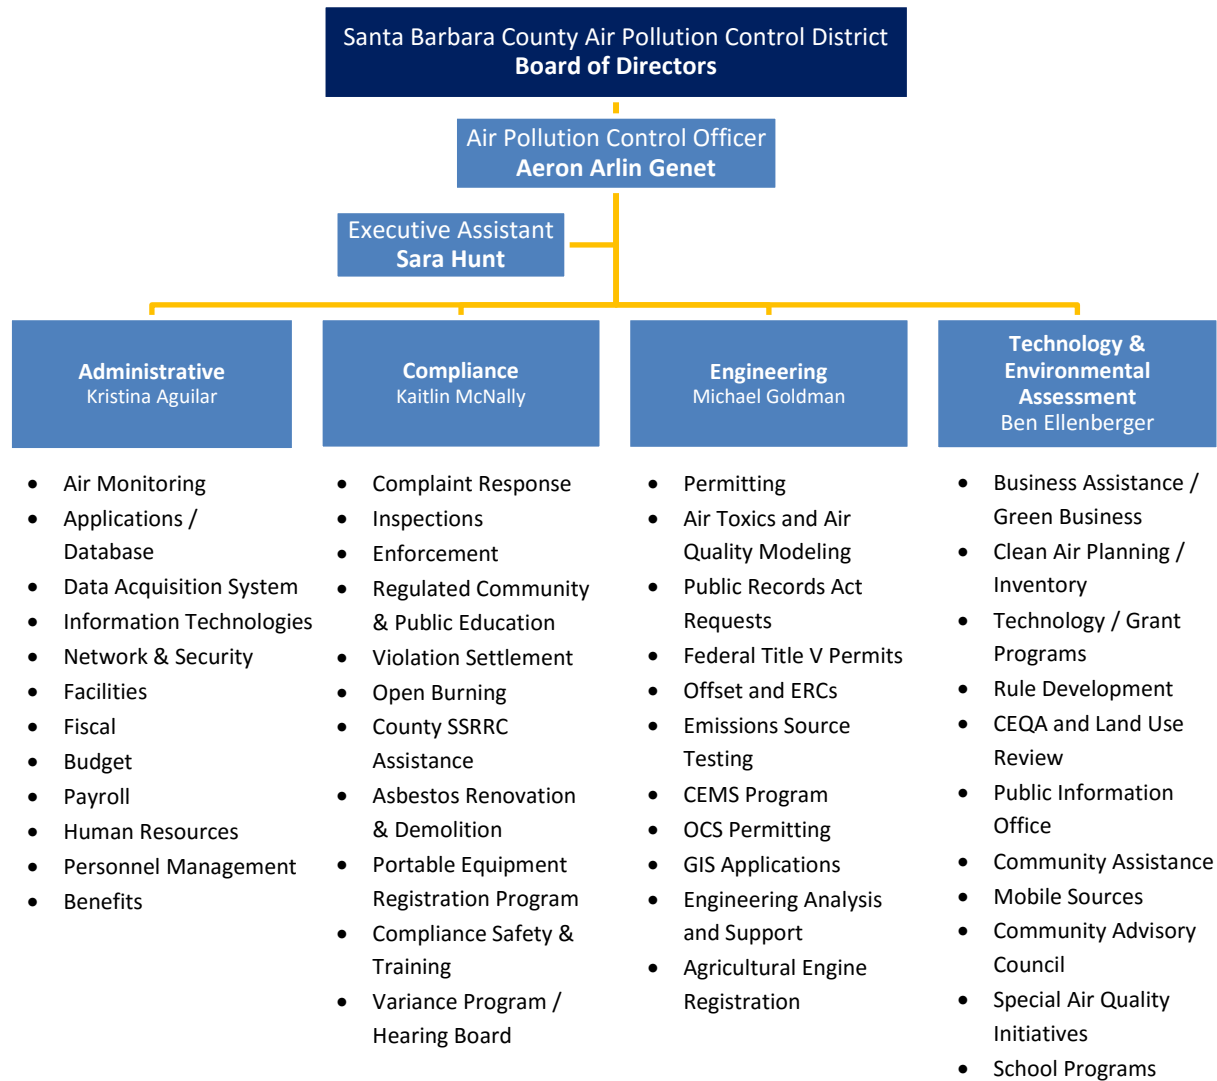 Santa Barbara County Air Pollution Control District
Board of Directors
Air Pollution Control Officer
Aeron Arlin Genet
Executive Assistant
Sara Hunt
Administrative
Kristina Aguilar
• Air Monitoring
• Applications /
Database
• Data Acquisition System
• Information Technologies
• Network & Security
• Facilities
• Fiscal
• Budget
• Payroll
• Human Resources
• Personnel Management
• Benefits
Compliance
Kaitlin McNally
• Complaint Response
• Inspections
• Enforcement
• Regulated Community
& Public Education
• Violation Settlement
• Open Burning
• County SSRRC
Assistance
• Asbestos Renovation
& Demolition
• Portable Equipment
Registration Program
• Compliance Safety &
Training
• Variance Program /
Hearing Board
Engineering
Michael Goldman
• Permitting
• Air Toxics and Air
Quality Modeling
• Public Records Act
Requests
• Federal Title V Permits
• Offset and ERCs
• Emissions Source
Testing
• CEMS Program
• OCS Permitting
• GIS Applications
• Engineering Analysis
and Support
• Agricultural Engine
Registration
Technology &
Environmental
Assessment
Ben Ellenberger
• Business Assistance /
Green Business
• Clean Air Planning /
Inventory
• Technology / Grant
Programs
• Rule Development
• CEQA and Land Use
Review
• Public Information
Office
• Community Assistance
• Mobile Sources
• Community Advisory
Council
• Special Air Quality
Initiatives
• School Programs